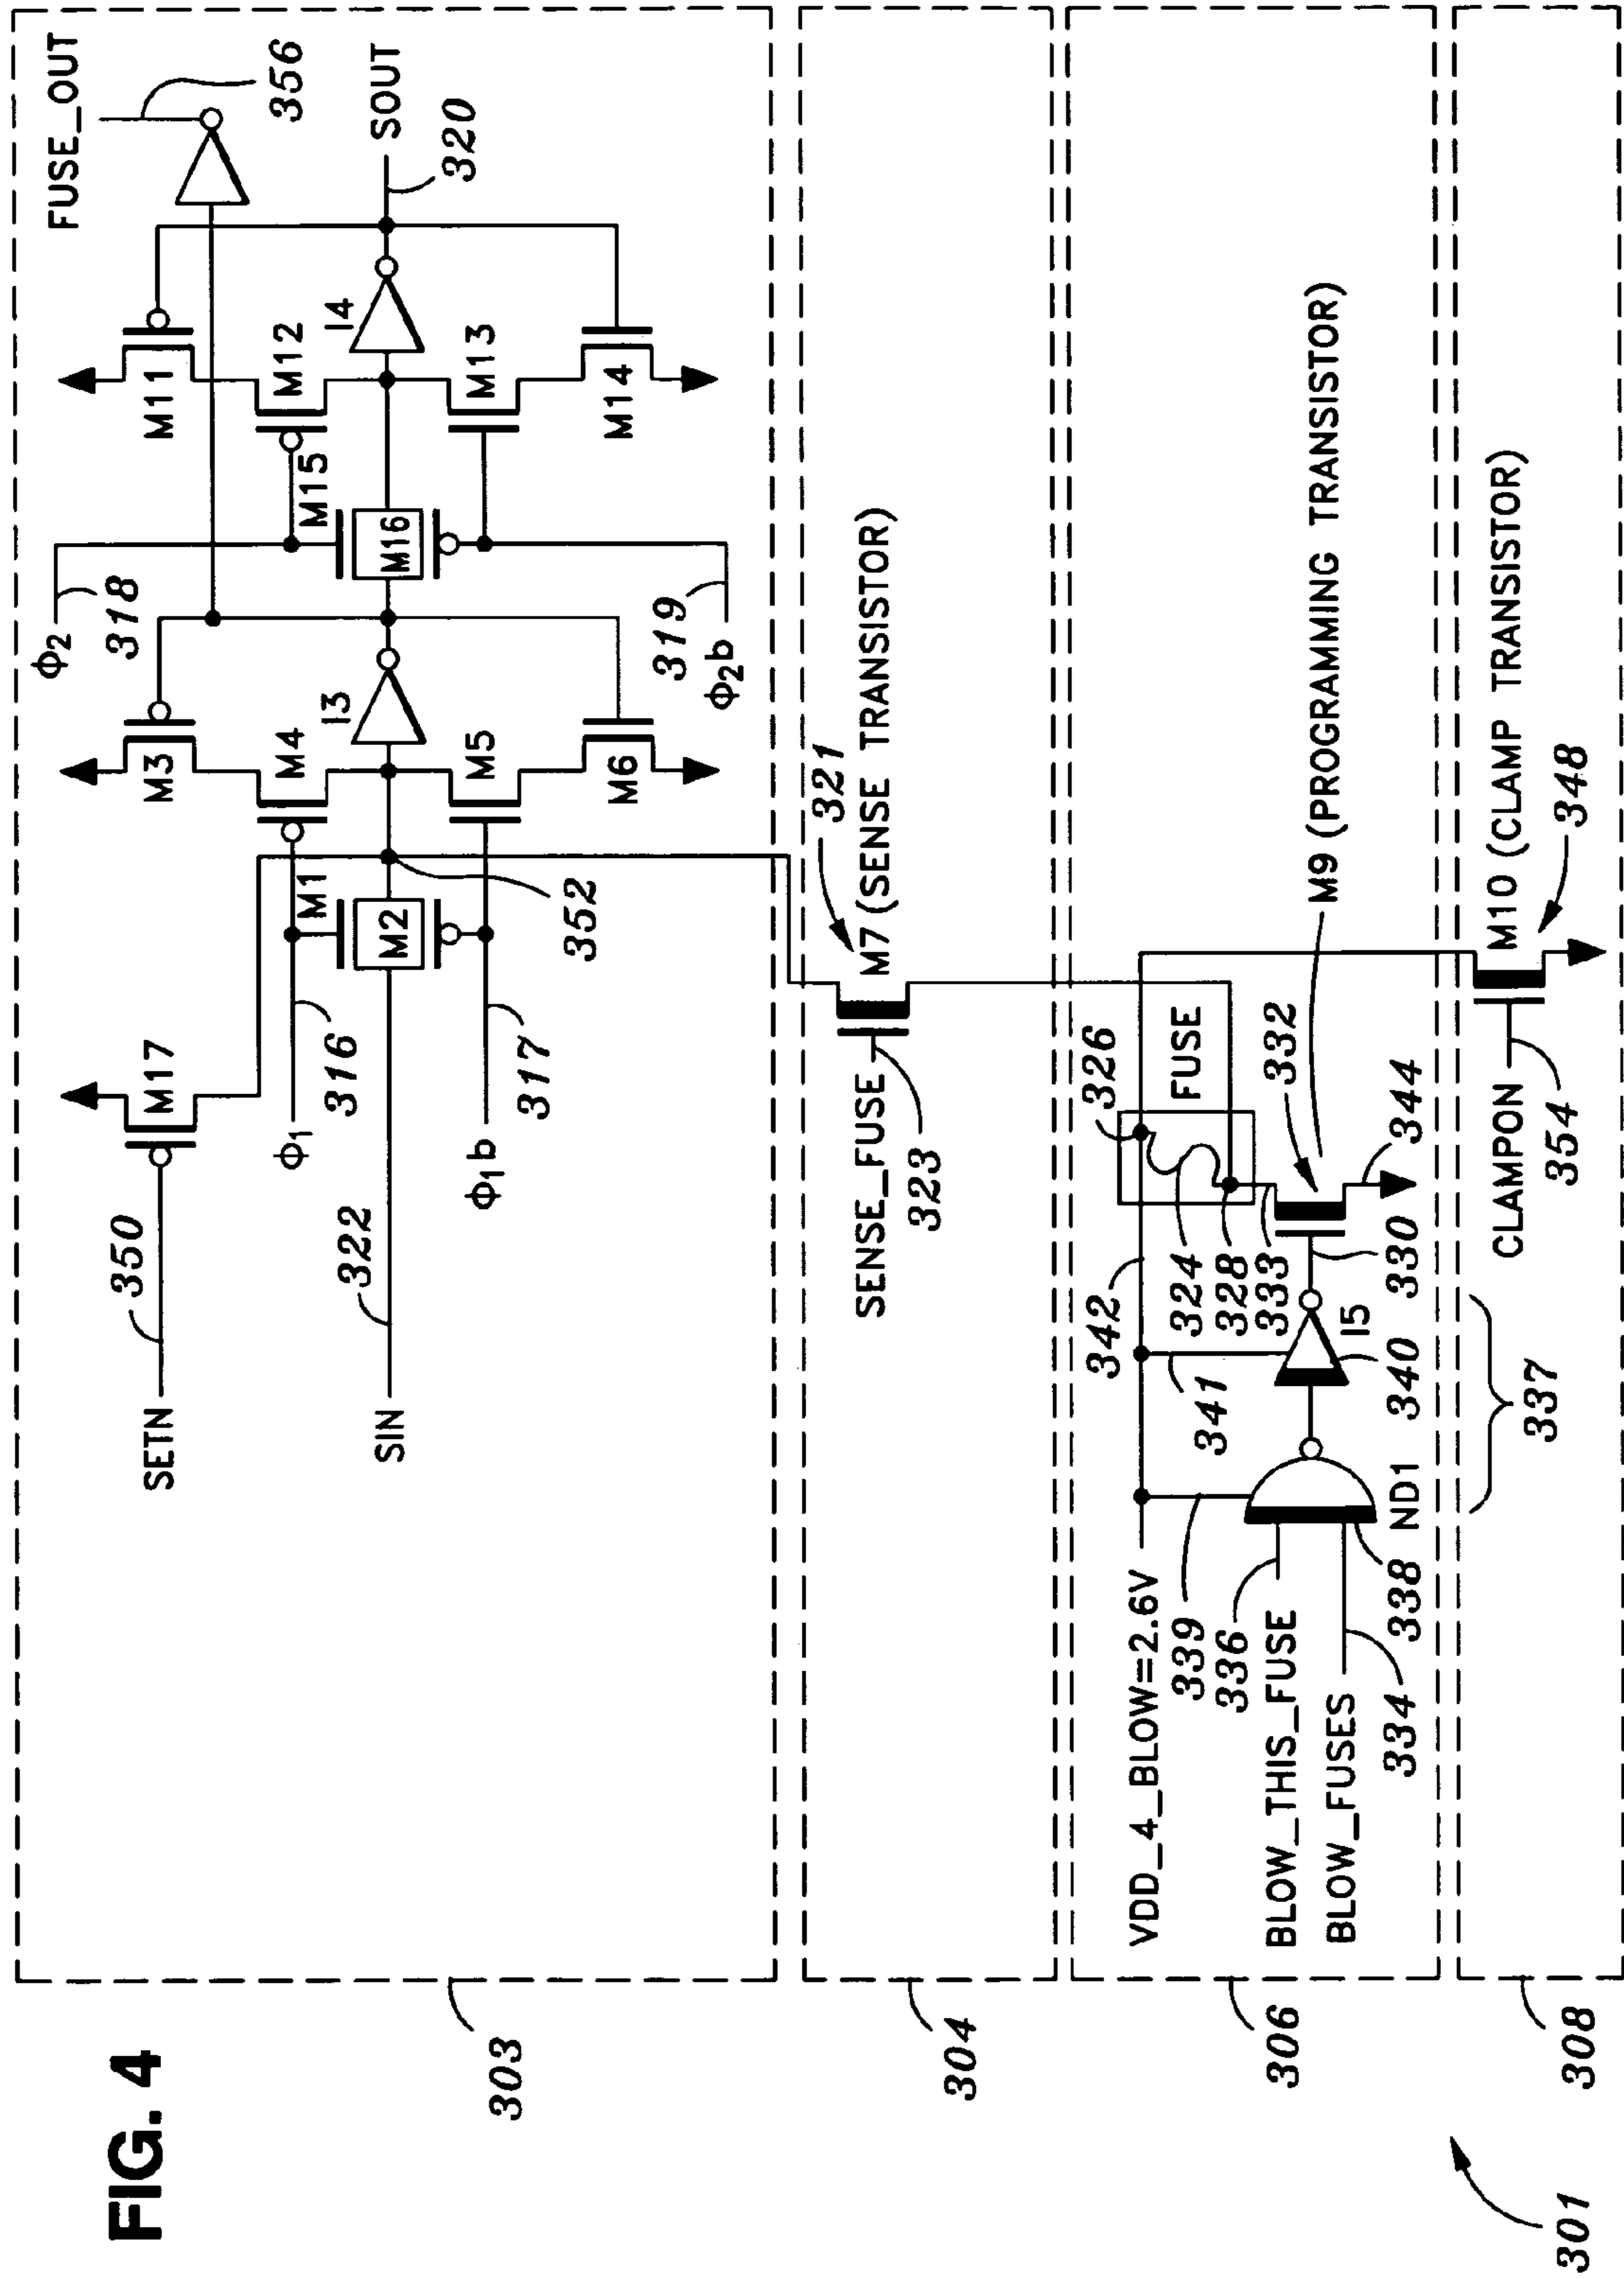 FIG. 4
FUSE_OUT
356
SETN
350
M17
M3
M11
ϕ2
318
ϕ1
316
M1
M4
M15
M12
SIN
322
M2
I3
M16
I4
SOUT
320
ϕ1b
317
M5
M13
352
M6
319
ϕ2b
M14
303
SENSE_FUSE
323
M7 (SENSE TRANSISTOR)
321
304
VDD_4_BLOW=2.6V
342
326
339
341
324
FUSE
336
328
332
BLOW_THIS_FUSE
333
M9 (PROGRAMMING TRANSISTOR)
BLOW_FUSES
I5
334
338
ND1
340
330
344
306
337
CLAMPON
354
M10 (CLAMP TRANSISTOR)
348
308
301